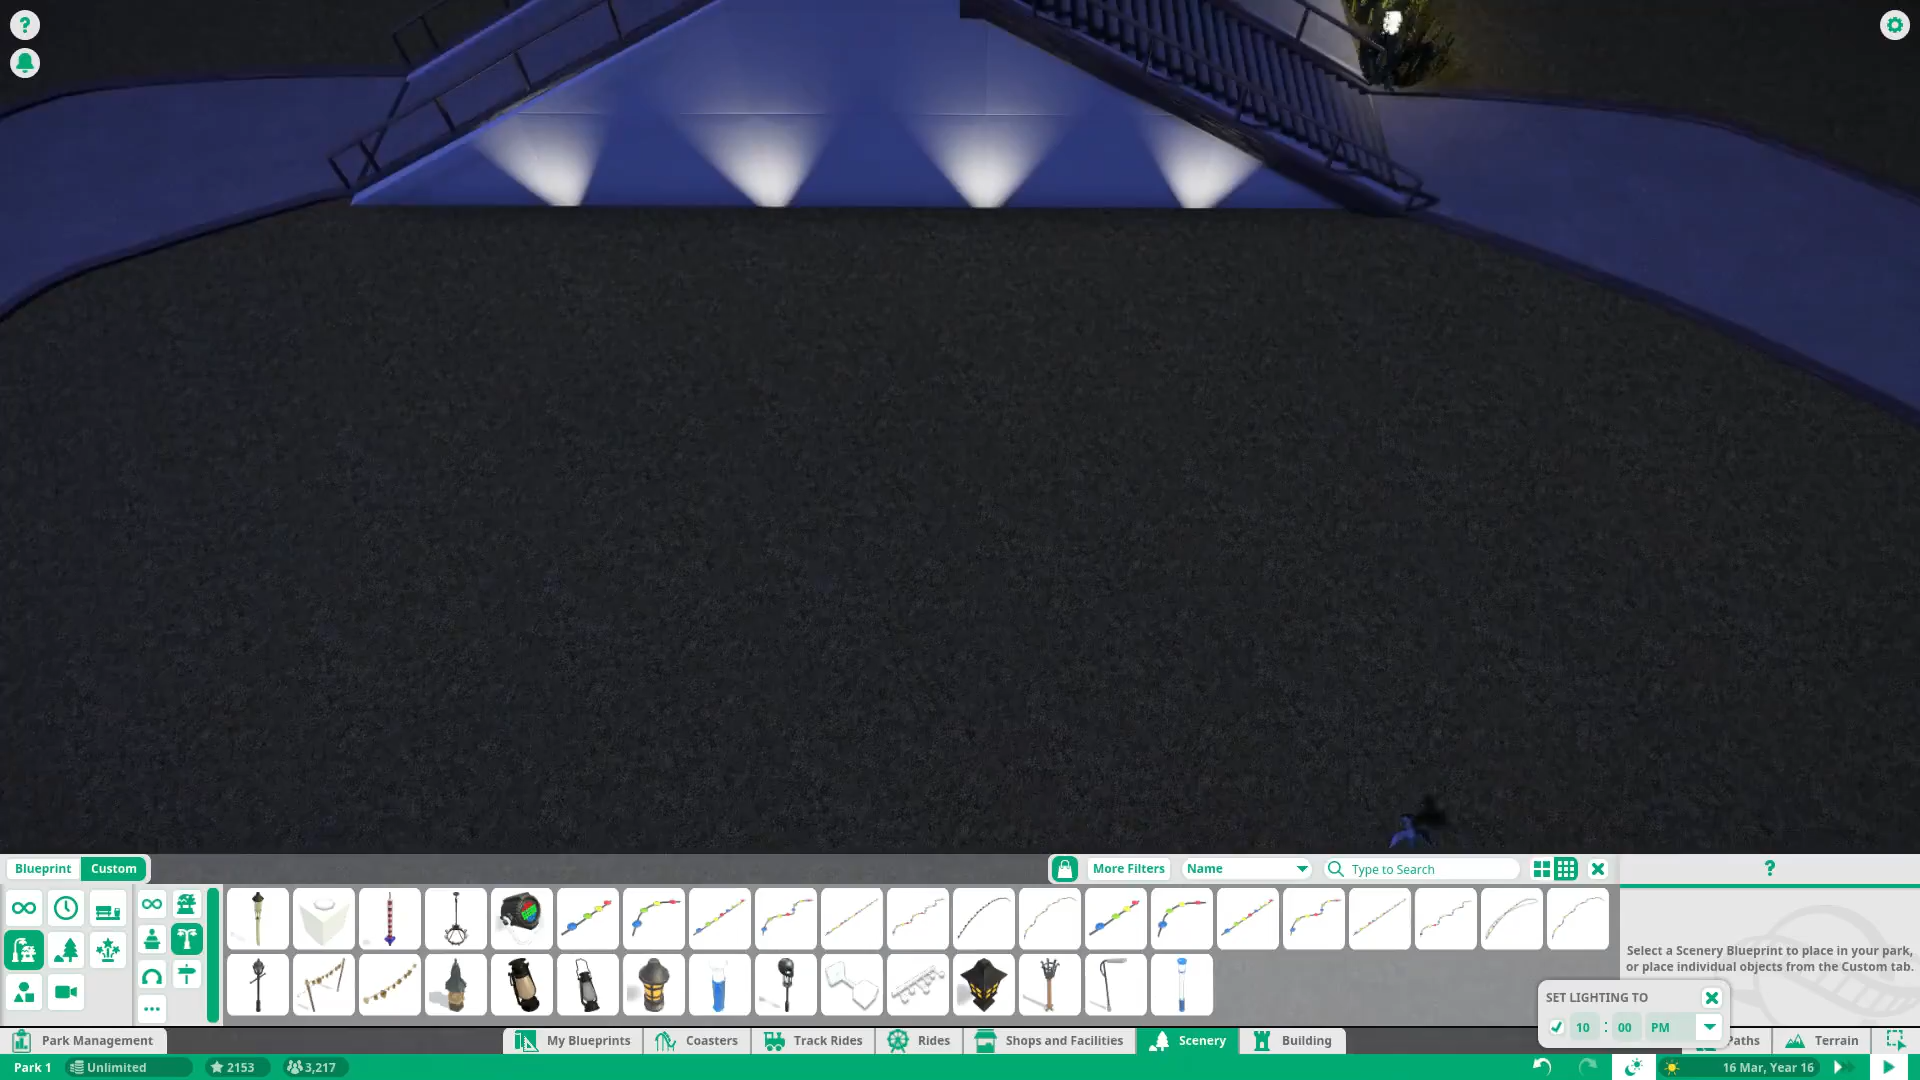 ?
Blueprint
Custom
More Filters
Name
Type to Search
?
Select a Scenery Blueprint to place in your park,
or place individual objects from the Custom tab.
SET LIGHTING TO
10 : 00 PM
Park Management
My Blueprints
Coasters
Track Rides
Rides
Shops and Facilities
Scenery
Building
Paths
Terrain
Park 1
Unlimited
2153
3,217
16 Mar, Year 16